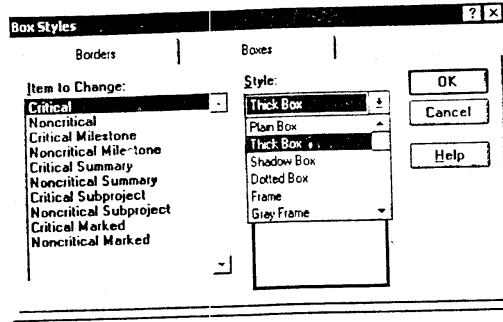 Box Styles
Borders
Boxes
Item to Change:
Critical
Noncritical
Critical Milestone
Noncritical Milestone
Critical Summary
Noncritical Summary
Critical Subproject
Noncritical Subproject
Critical Marked
Noncritical Marked
Style:
Thick Box
Plain Box
Thick Box
Shadow Box
Dotted Box
Frame
Gray Frame
OK
Cancel
Help